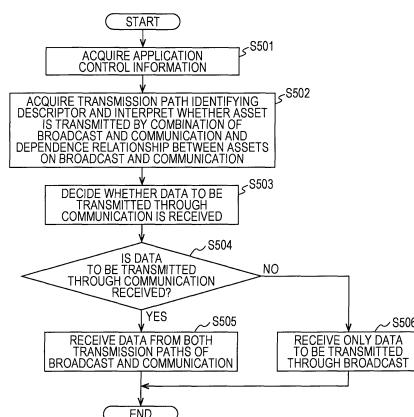 START
S501
ACQUIRE APPLICATION
CONTROL INFORMATION
S502
ACQUIRE TRANSMISSION PATH IDENTIFYING
DESCRIPTOR AND INTERPRET WHETHER ASSET
IS TRANSMITTED BY COMBINATION OF
BROADCAST AND COMMUNICATION AND
DEPENDENCE RELATIONSHIP BETWEEN ASSETS
ON BROADCAST AND COMMUNICATION
S503
DECIDE WHETHER DATA TO BE
TRANSMITTED THROUGH
COMMUNICATION IS RECEIVED
S504
IS DATA
TO BE TRANSMITTED
THROUGH COMMUNICATION
RECEIVED?
NO
YES
S505
RECEIVE DATA FROM BOTH
TRANSMISSION PATHS OF
BROADCAST AND COMMUNICATION
S506
RECEIVE ONLY DATA
TO BE TRANSMITTED
THROUGH BROADCAST
END